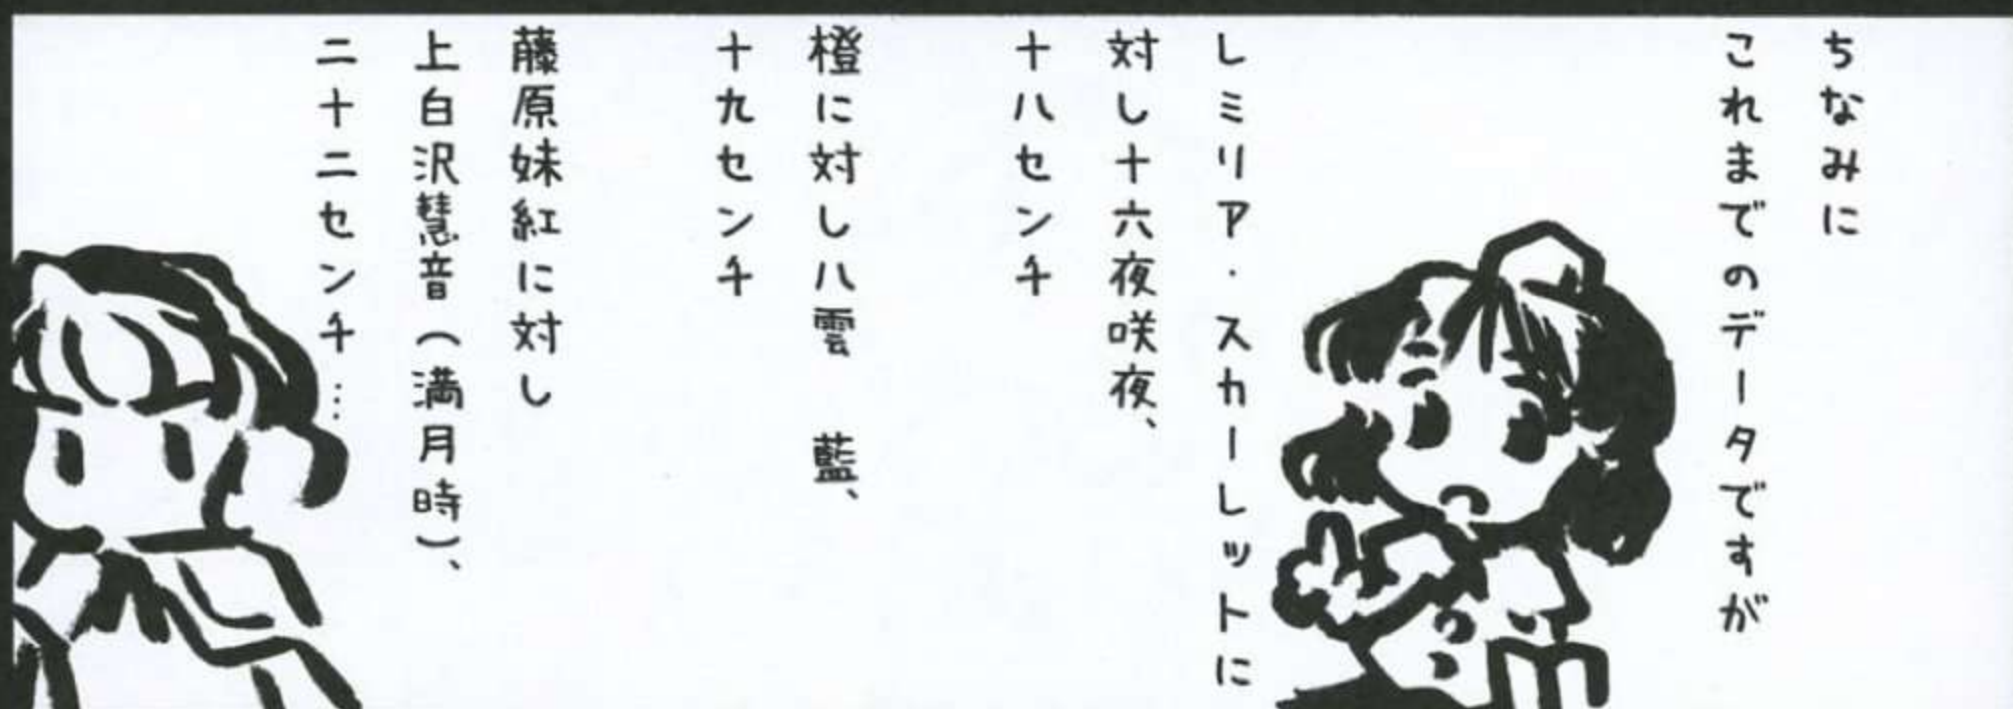 ちなみに
これまでのデータですが
レミリア・スカーレットに
対し十六夜咲夜、
十八センチ
橙に対し八雲　藍、
十九センチ
藤原妹紅に対し
上白沢慧音（満月時）、
二十二センチ…